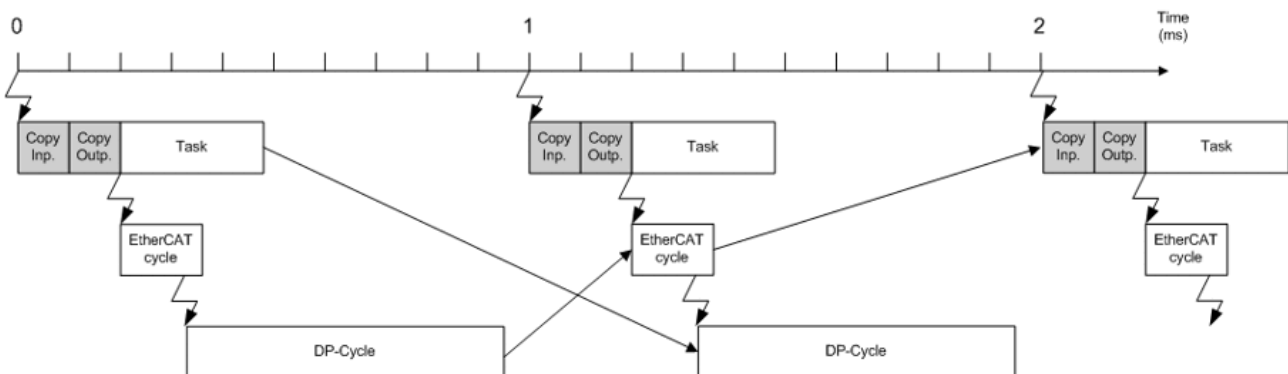 0
1
2
Time
(ms)
Copy
Inp.
Copy
Outp.
Task
Copy
Inp.
Copy
Outp.
Task
Copy
Inp.
Copy
Outp.
Task
EtherCAT
cycle
EtherCAT
cycle
EtherCAT
cycle
DP-Cycle
DP-Cycle